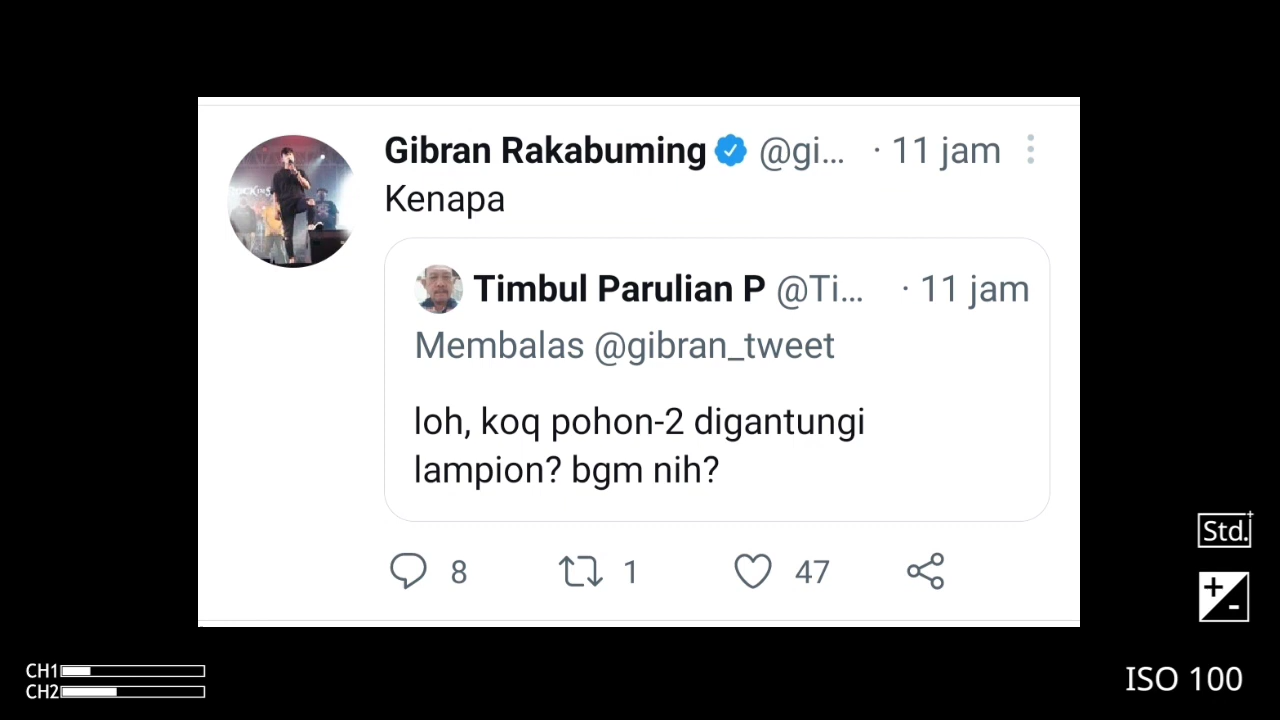 Gibran Rakabuming @gi... · 11 jam
Kenapa
Timbul Parulian P @Ti... · 11 jam
Membalas @gibran_tweet
loh, koq pohon-2 digantungi
lampion? bgm nih?
8 1 47
Std.+
+ -
CH1
CH2
ISO 100